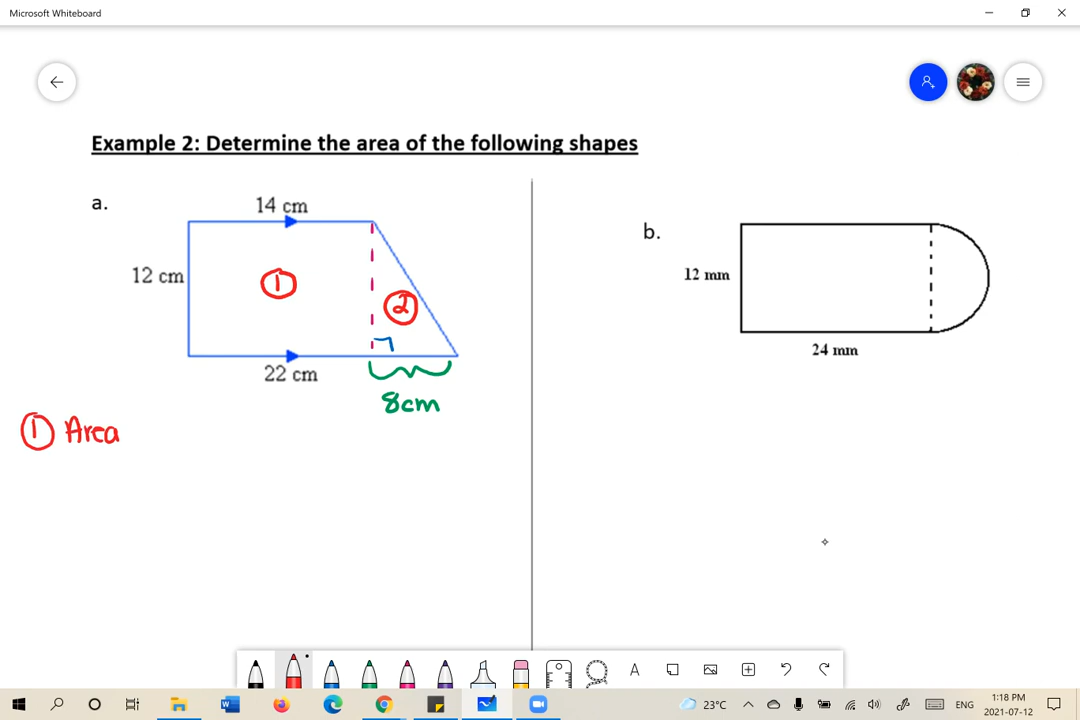 Microsoft Whiteboard
Example 2: Determine the area of the following shapes
a.
14 cm
12 cm
1
2
22 cm
8cm
1 Area
b.
12 mm
24 mm
A
23°C
ENG
1:18 PM
2021-07-12